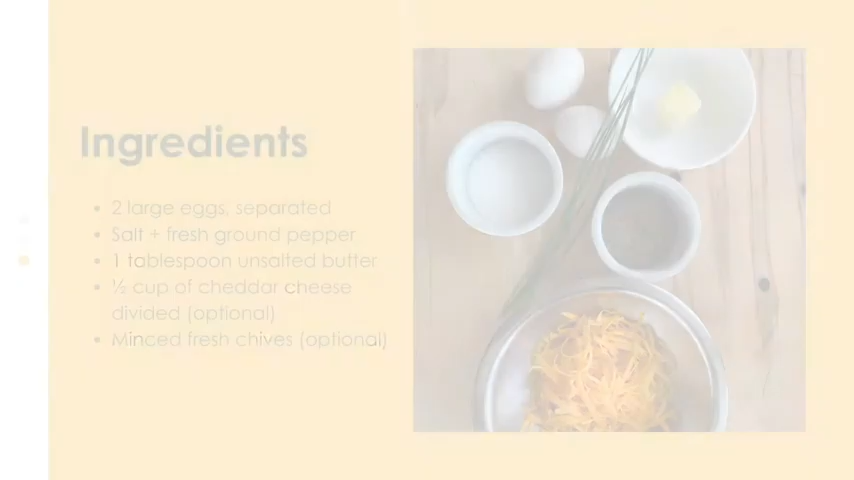 Ingredients
• 2 large eggs, separated
• Salt + fresh ground pepper
• 1 tablespoon unsalted butter
• ½ cup of cheddar cheese
divided (optional)
• Minced fresh chives (optional)